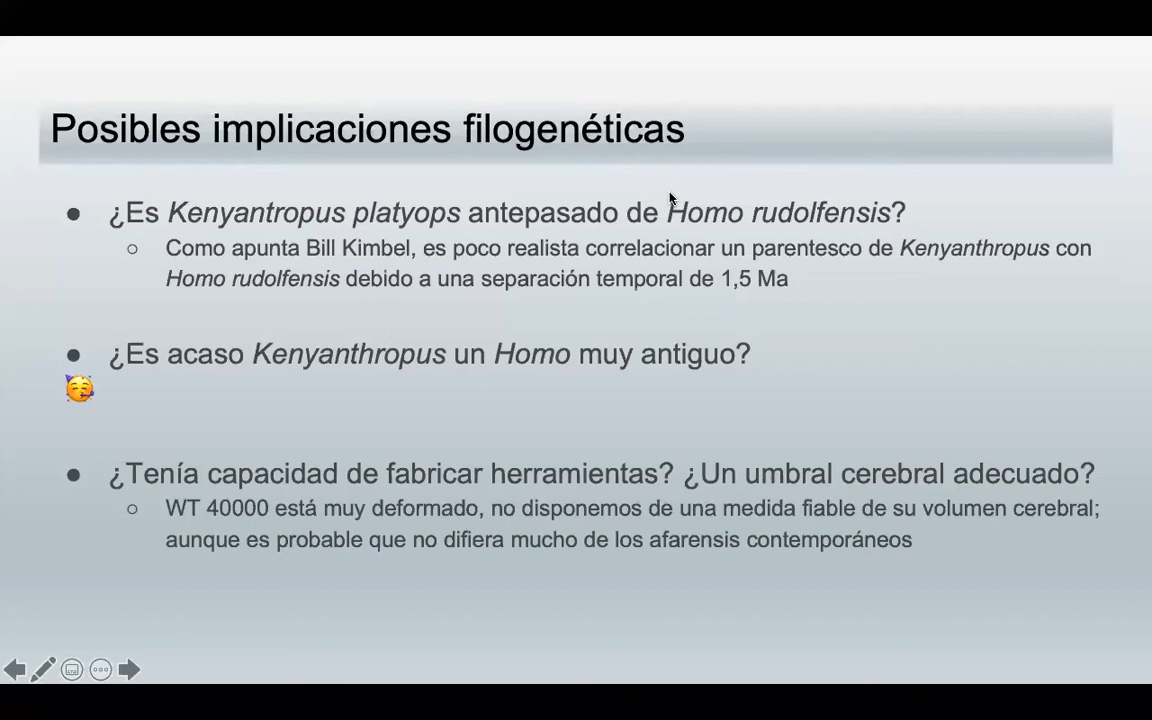 Posibles implicaciones filogenéticas
● ¿Es Kenyantropus platyops antepasado de Homo rudolfensis?
○ Como apunta Bill Kimbel, es poco realista correlacionar un parentesco de Kenyanthropus con
Homo rudolfensis debido a una separación temporal de 1,5 Ma
● ¿Es acaso Kenyanthropus un Homo muy antiguo?
🥳
● ¿Tenía capacidad de fabricar herramientas? ¿Un umbral cerebral adecuado?
○ WT 40000 está muy deformado, no disponemos de una medida fiable de su volumen cerebral;
aunque es probable que no difiera mucho de los afarensis contemporáneos